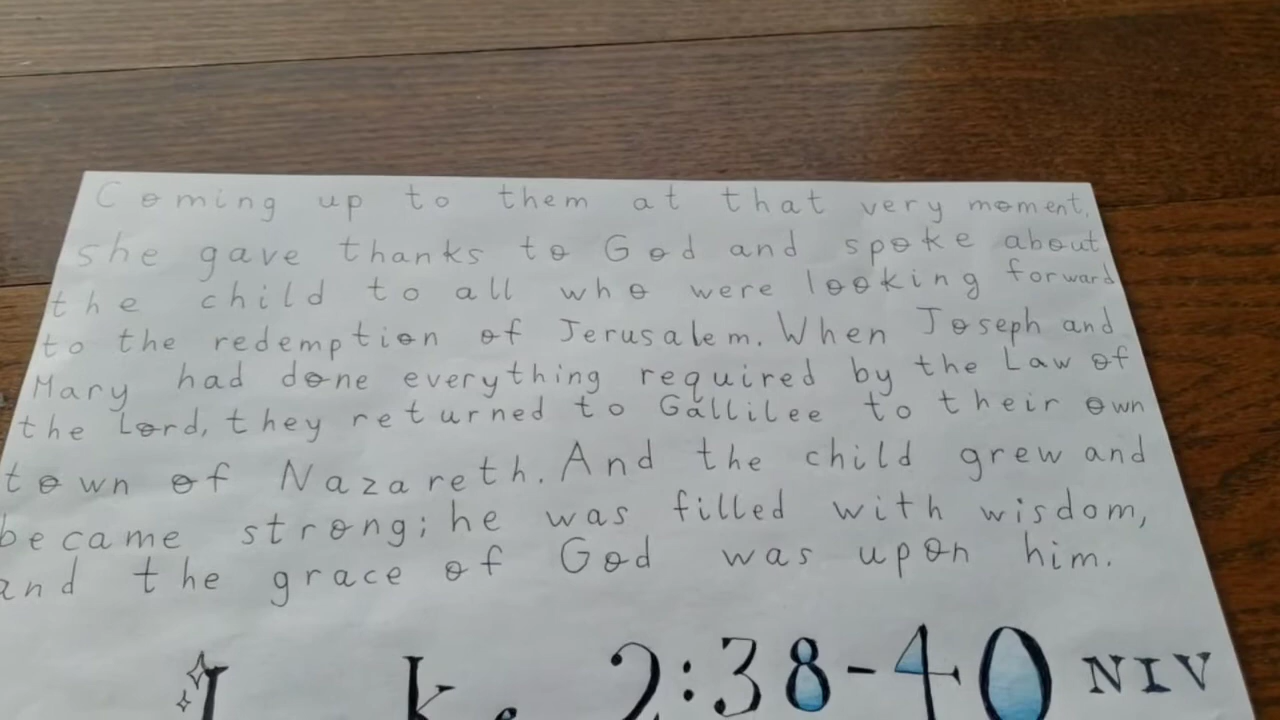 Coming up to them at that very moment,
she gave thanks to God and spoke about
the child to all who were looking forward
to the redemption of Jerusalem. When Joseph and
Mary had done everything required by the Law of
the Lord, they returned to Gallilee to their own
town of Nazareth. And the child grew and
became strong; he was filled with wisdom,
and the grace of God was upon him.
2:38-40 NIV